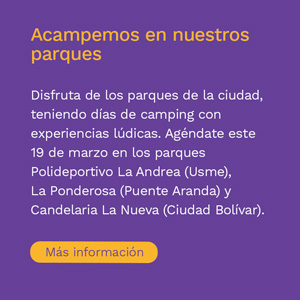 Acampemos en nuestros
parques
Disfruta de los parques de la ciudad,
teniendo días de camping con
experiencias lúdicas. Agéndate este
19 de marzo en los parques
Polideportivo La Andrea (Usme),
La Ponderosa (Puente Aranda) y
Candelaria La Nueva (Ciudad Bolívar).
Más información